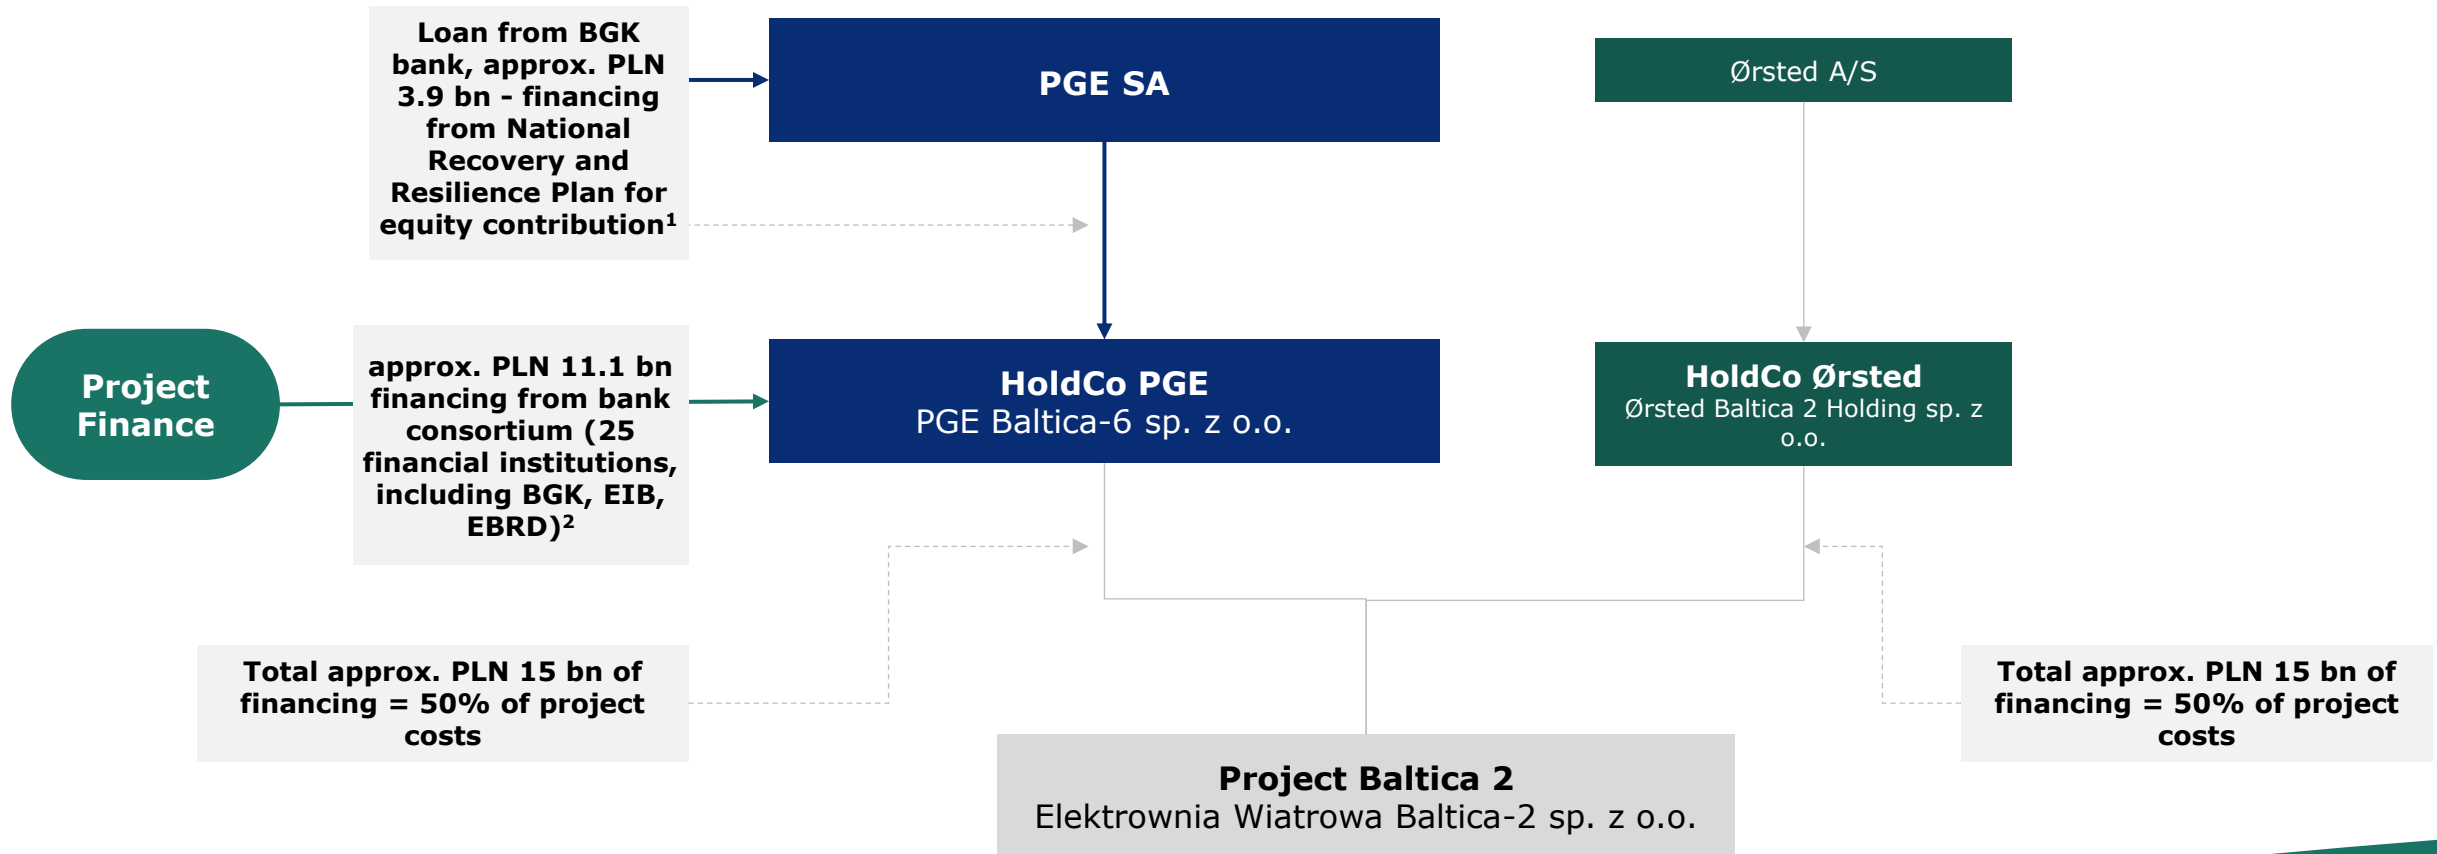 Loan from BGK
bank, approx. PLN
3.9 bn - financing
from National
Recovery and
Resilience Plan for
equity contribution¹
PGE SA
Ørsted A/S
Project
Finance
approx. PLN 11.1 bn
financing from bank
consortium (25
financial institutions,
including BGK, EIB,
EBRD)²
HoldCo PGE
PGE Baltica-6 sp. z o.o.
HoldCo Ørsted
Ørsted Baltica 2 Holding sp. z
o.o.
Total approx. PLN 15 bn of
financing = 50% of project
costs
Total approx. PLN 15 bn of
financing = 50% of project
costs
Project Baltica 2
Elektrownia Wiatrowa Baltica-2 sp. z o.o.